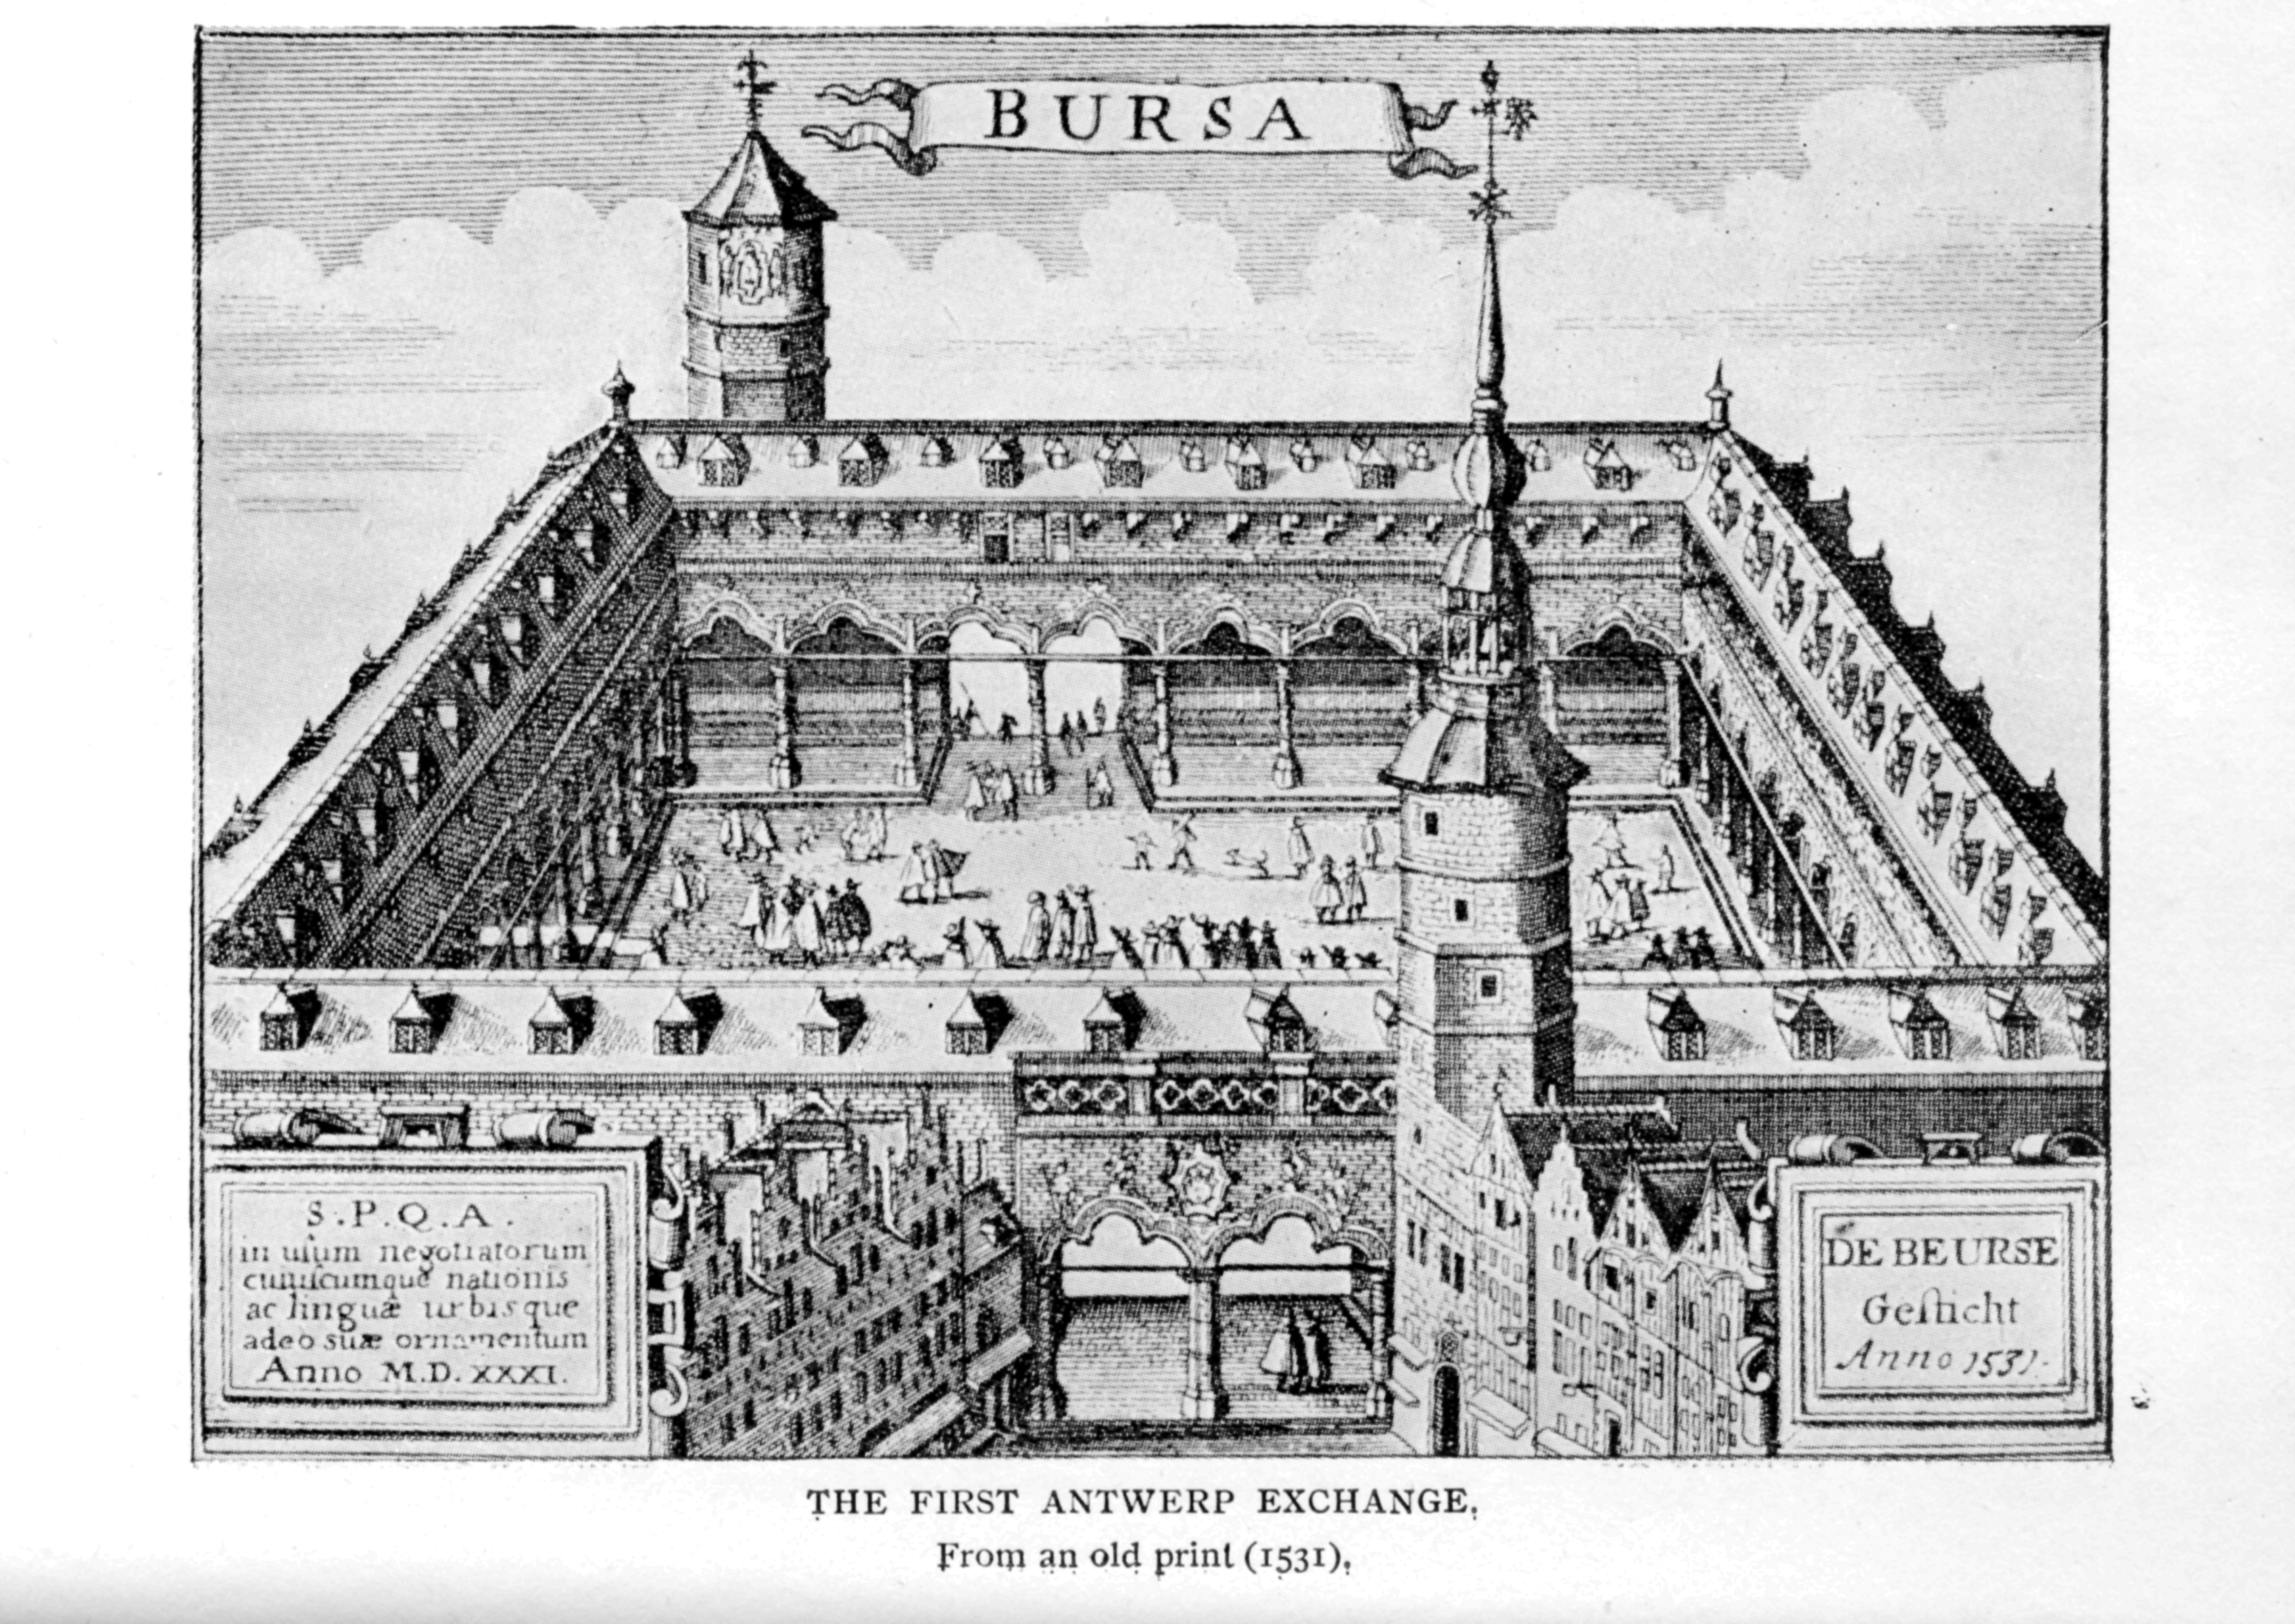 BURSA
S.P.Q.A.
in uſum negotiatorum
cuiuſcumque nationis
ac linguæ urbisque
adeo suæ ornamentum
Anno M.D.XXXI.
DE BEURSE
Geſticht
Anno 1531.
THE FIRST ANTWERP EXCHANGE.
From an old print (1531).